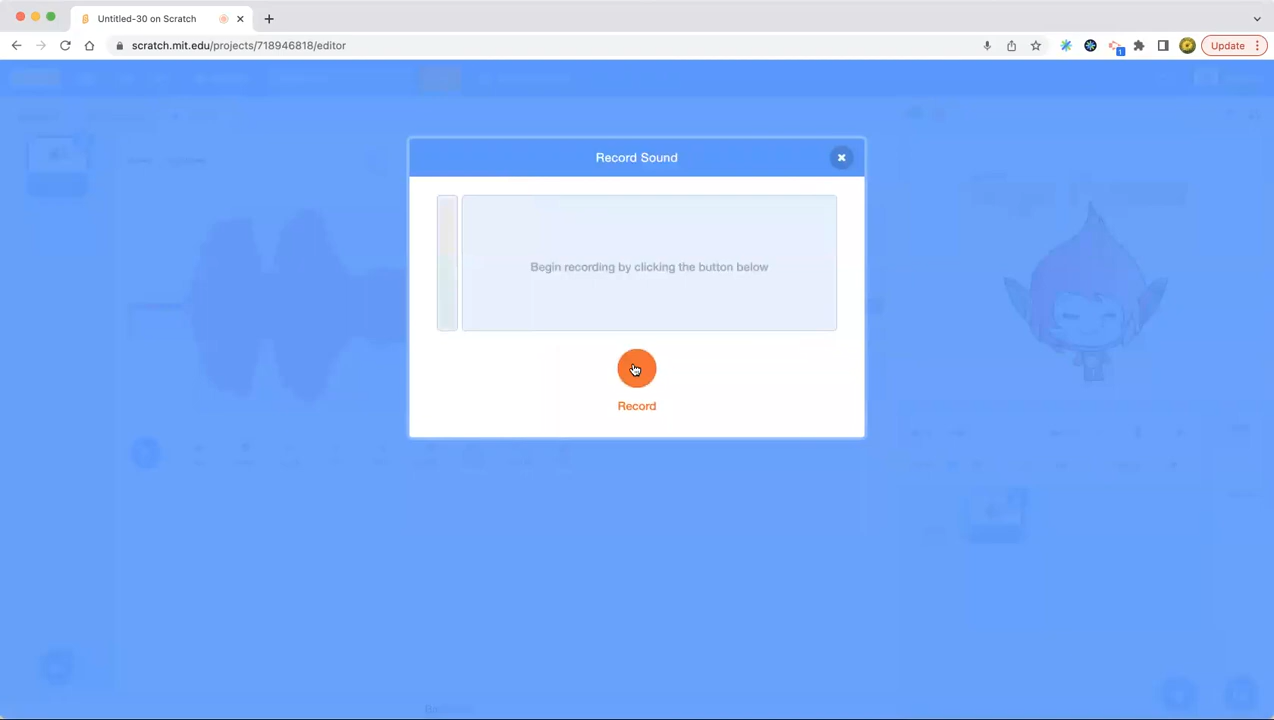 Untitled-30 on Scratch
scratch.mit.edu/projects/718946818/editor
1
Update
Record Sound
Begin recording by clicking the button below
Record